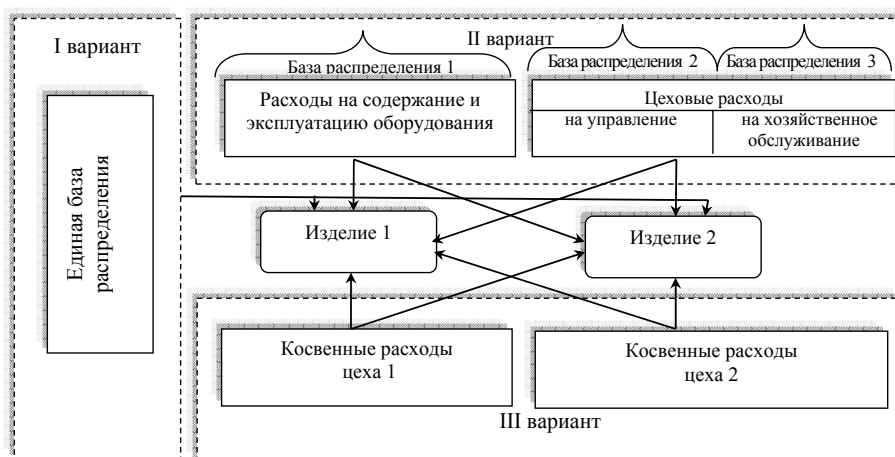 I вариант
Единая база
распределения
II вариант
База распределения 1
База распределения 2
База распределения 3
Расходы на содержание и
эксплуатацию оборудования
Цеховые расходы
на управление
на хозяйственное
обслуживание
Изделие 1
Изделие 2
Косвенные расходы
цеха 1
Косвенные расходы
цеха 2
III вариант